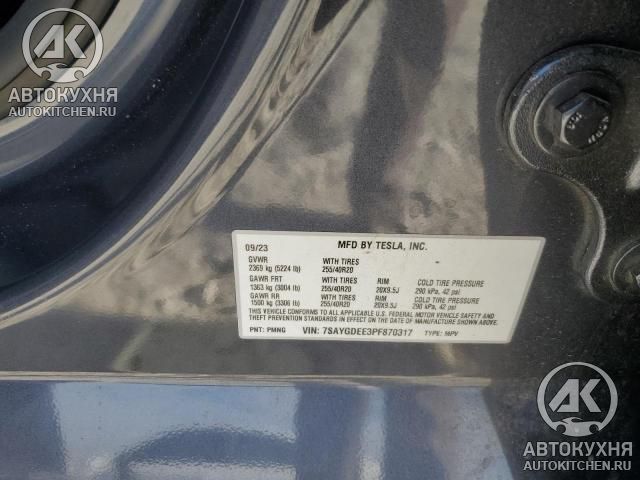 АК
АВТОКУХНЯ
AUTOKITCHEN.RU
09/23 MFD BY TESLA, INC.
GVWR WITH TIRES
2369 kg (5224 lb) 255/40R20
GAWR FRT WITH TIRES RIM COLD TIRE PRESSURE
1363 kg (3004 lb) 255/40R20 20X9.5J 290 kPa, 42 psi
GAWR RR WITH TIRES RIM COLD TIRE PRESSURE
1500 kg (3306 lb) 255/40R20 20X9.5J 290 kPa, 42 psi
THIS VEHICLE CONFORMS TO ALL APPLICABLE U.S. FEDERAL MOTOR VEHICLE SAFETY AND
THEFT PREVENTION STANDARDS IN EFFECT ON THE DATE OF MANUFACTURE SHOWN ABOVE.
PNT: PMNG VIN: 7SAYGDEE3PF870317 TYPE: MPV
АК
АВТОКУХНЯ
AUTOKITCHEN.RU